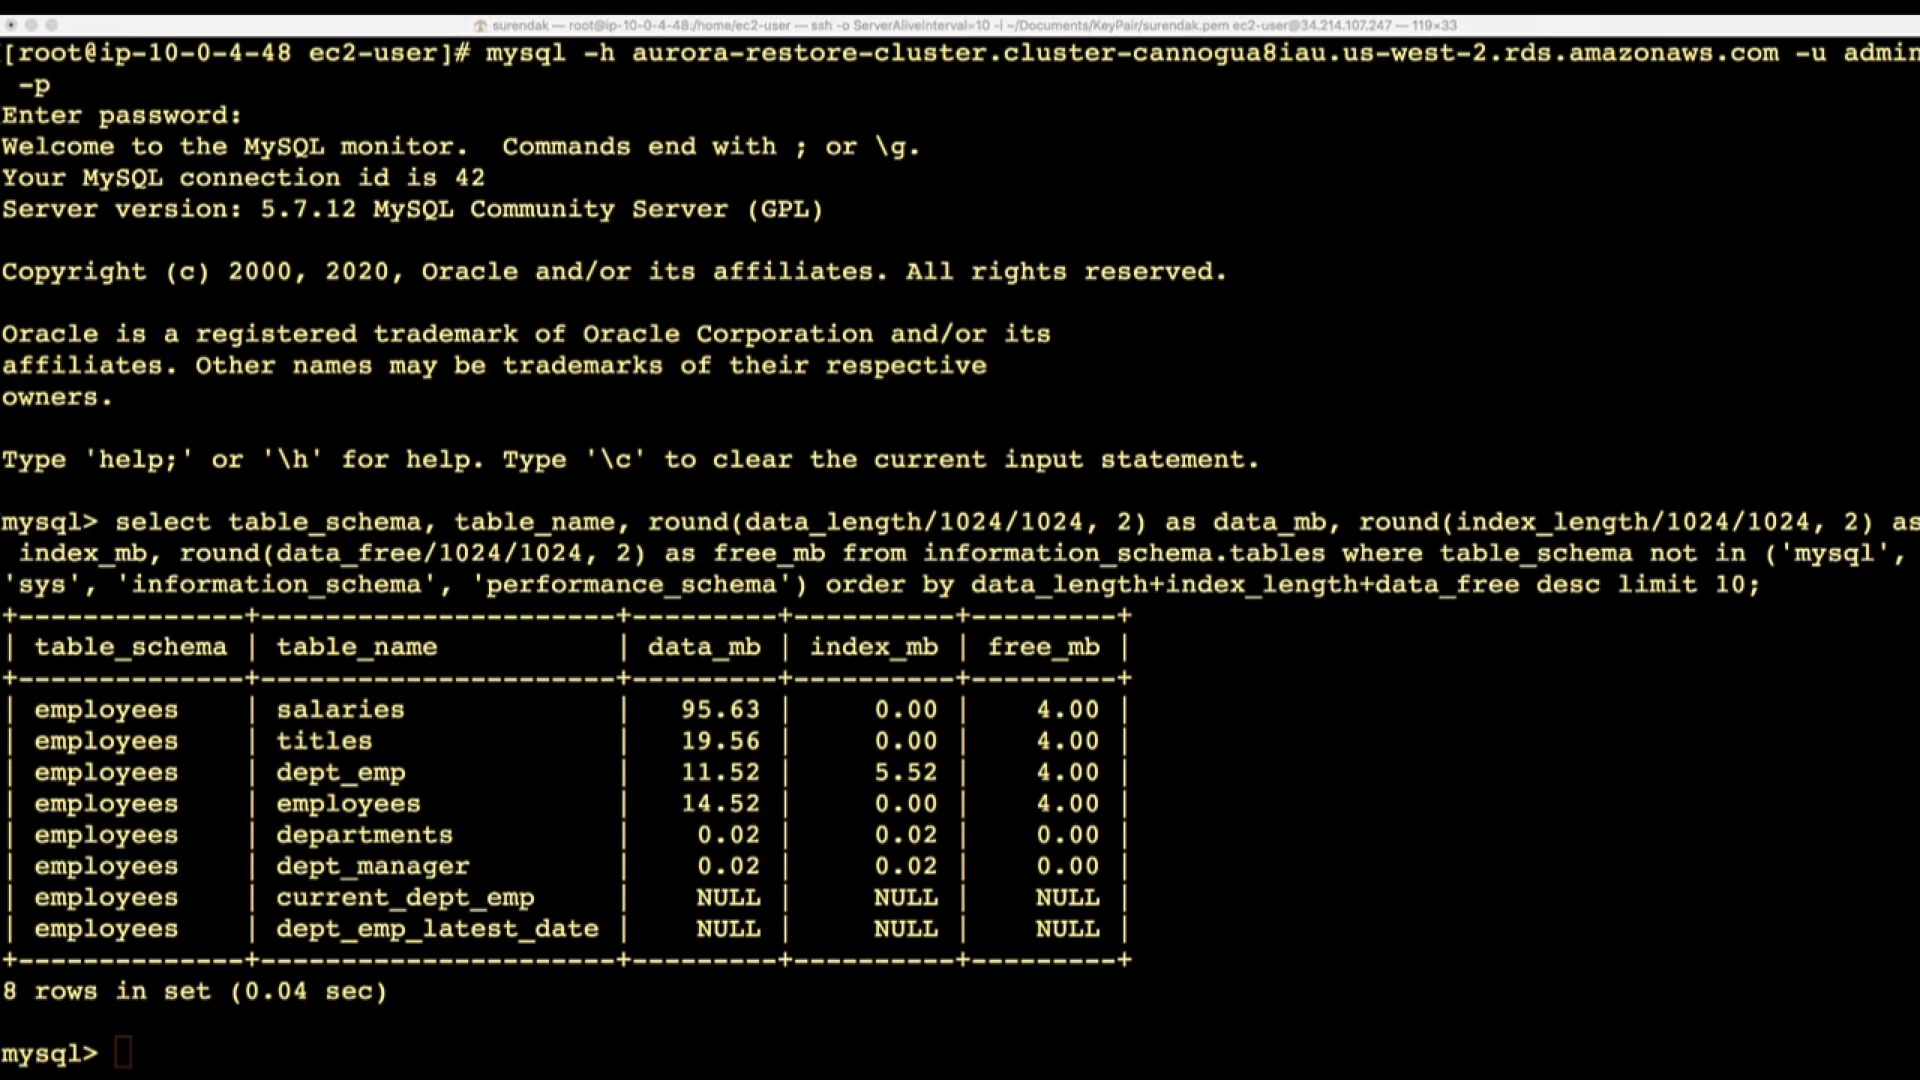 surendak — root@ip-10-0-4-48:/home/ec2-user — ssh -o ServerAliveInterval=10 -i ~/Documents/KeyPair/surendak.pem ec2-user@34.214.107.247 — 119×33
[root@ip-10-0-4-48 ec2-user]# mysql -h aurora-restore-cluster.cluster-cannogua8iau.us-west-2.rds.amazonaws.com -u admin
 -p
Enter password:
Welcome to the MySQL monitor.  Commands end with ; or \g.
Your MySQL connection id is 42
Server version: 5.7.12 MySQL Community Server (GPL)
Copyright (c) 2000, 2020, Oracle and/or its affiliates. All rights reserved.
Oracle is a registered trademark of Oracle Corporation and/or its
affiliates. Other names may be trademarks of their respective
owners.
Type 'help;' or '\h' for help. Type '\c' to clear the current input statement.
mysql> select table_schema, table_name, round(data_length/1024/1024, 2) as data_mb, round(index_length/1024/1024, 2) as
 index_mb, round(data_free/1024/1024, 2) as free_mb from information_schema.tables where table_schema not in ('mysql',
'sys', 'information_schema', 'performance_schema') order by data_length+index_length+data_free desc limit 10;
+--------------+----------------------+---------+----------+---------+
| table_schema | table_name           | data_mb | index_mb | free_mb |
+--------------+----------------------+---------+----------+---------+
| employees    | salaries             |   95.63 |     0.00 |    4.00 |
| employees    | titles               |   19.56 |     0.00 |    4.00 |
| employees    | dept_emp             |   11.52 |     5.52 |    4.00 |
| employees    | employees            |   14.52 |     0.00 |    4.00 |
| employees    | departments          |    0.02 |     0.02 |    0.00 |
| employees    | dept_manager         |    0.02 |     0.02 |    0.00 |
| employees    | current_dept_emp     |    NULL |     NULL |    NULL |
| employees    | dept_emp_latest_date |    NULL |     NULL |    NULL |
+--------------+----------------------+---------+----------+---------+
8 rows in set (0.04 sec)
mysql>